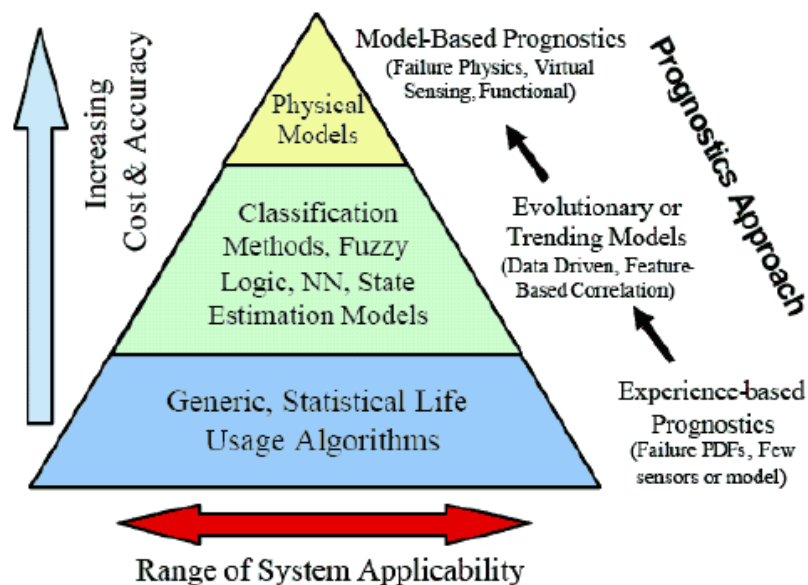 Increasing
Cost & Accuracy
Physical
Models
Classification
Methods, Fuzzy
Logic, NN, State
Estimation Models
Generic, Statistical Life
Usage Algorithms
Range of System Applicability
Model-Based Prognostics
(Failure Physics, Virtual
Sensing, Functional)
Evolutionary or
Trending Models
(Data Driven, Feature-
Based Correlation)
Experience-based
Prognostics
(Failure PDFs, Few
sensors or model)
Prognostics Approach